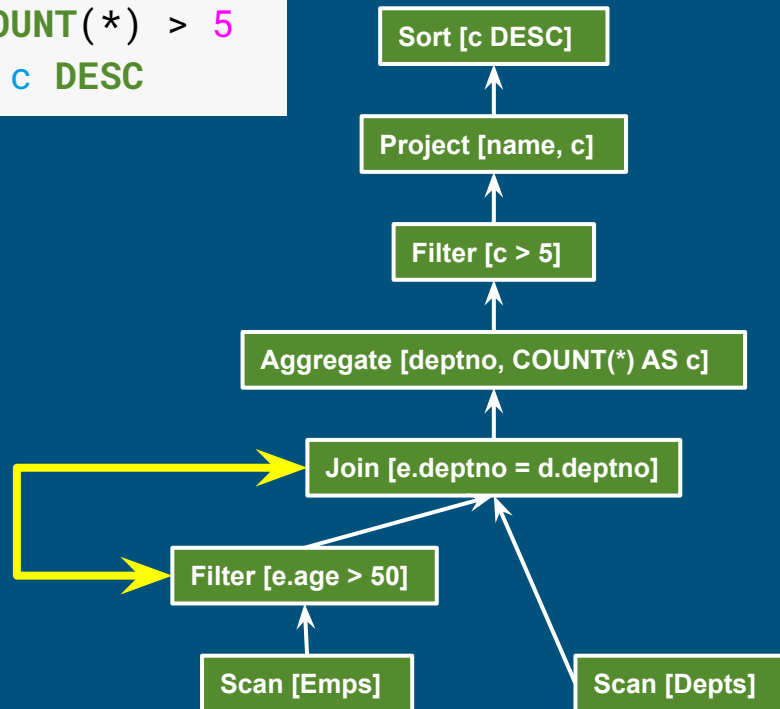 COUNT(*) > 5
c DESC
Sort [c DESC]
Project [name, c]
Filter [c > 5]
Aggregate [deptno, COUNT(*) AS c]
Join [e.deptno = d.deptno]
Filter [e.age > 50]
Scan [Emps]
Scan [Depts]